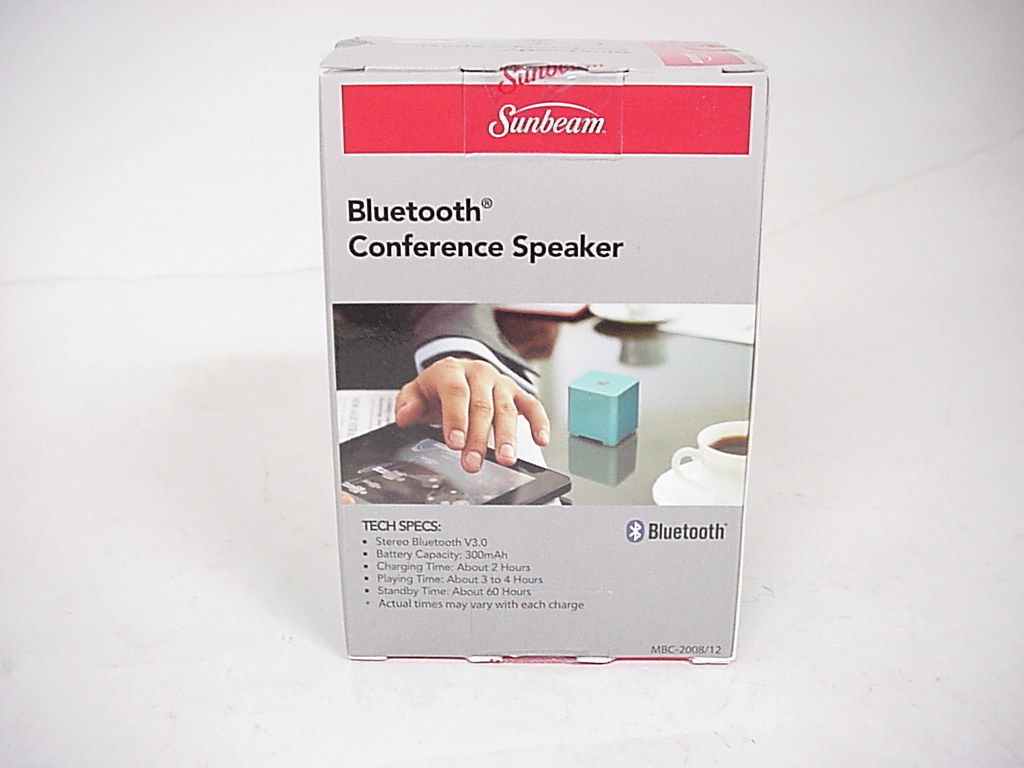 Sunbeam
Sunbeam™
Bluetooth®
Conference Speaker
TECH SPECS:
▪ Stereo Bluetooth V3.0
▪ Battery Capacity: 300mAh
▪ Charging Time: About 2 Hours
▪ Playing Time: About 3 to 4 Hours
▪ Standby Time: About 60 Hours
* Actual times may vary with each charge
Bluetooth®
MBC-2008/12